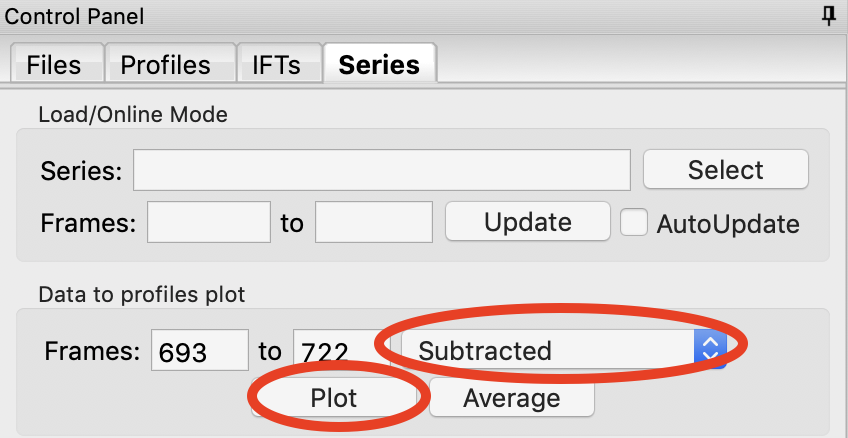 Control Panel
Files Profiles IFTs Series
Load/Online Mode
Series: Select
Frames: to Update AutoUpdate
Data to profiles plot
Frames: 693 to 722 Subtracted
Plot Average